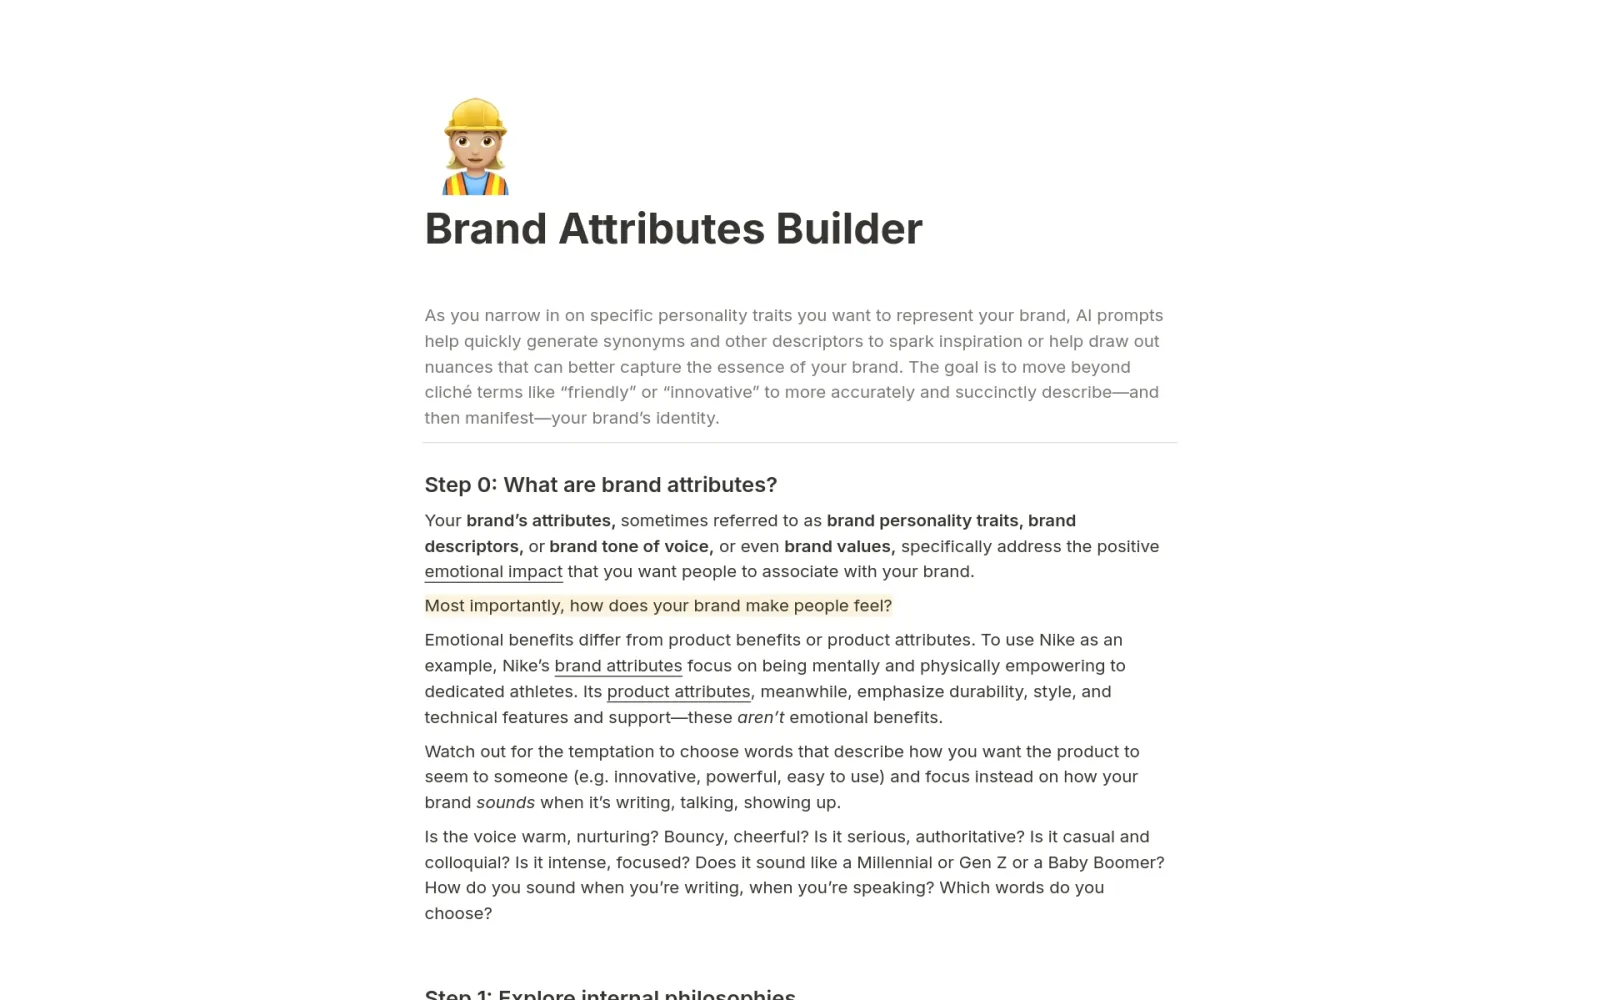 Brand Attributes Builder
As you narrow in on specific personality traits you want to represent your brand, AI prompts
help quickly generate synonyms and other descriptors to spark inspiration or help draw out
nuances that can better capture the essence of your brand. The goal is to move beyond
cliché terms like “friendly” or “innovative” to more accurately and succinctly describe—and
then manifest—your brand’s identity.
Step 0: What are brand attributes?
Your brand’s attributes, sometimes referred to as brand personality traits, brand
descriptors, or brand tone of voice, or even brand values, specifically address the positive
emotional impact that you want people to associate with your brand.
Most importantly, how does your brand make people feel?
Emotional benefits differ from product benefits or product attributes. To use Nike as an
example, Nike’s brand attributes focus on being mentally and physically empowering to
dedicated athletes. Its product attributes, meanwhile, emphasize durability, style, and
technical features and support—these aren’t emotional benefits.
Watch out for the temptation to choose words that describe how you want the product to
seem to someone (e.g. innovative, powerful, easy to use) and focus instead on how your
brand sounds when it’s writing, talking, showing up.
Is the voice warm, nurturing? Bouncy, cheerful? Is it serious, authoritative? Is it casual and
colloquial? Is it intense, focused? Does it sound like a Millennial or Gen Z or a Baby Boomer?
How do you sound when you’re writing, when you’re speaking? Which words do you
choose?
Step 1: Explore internal philosophies